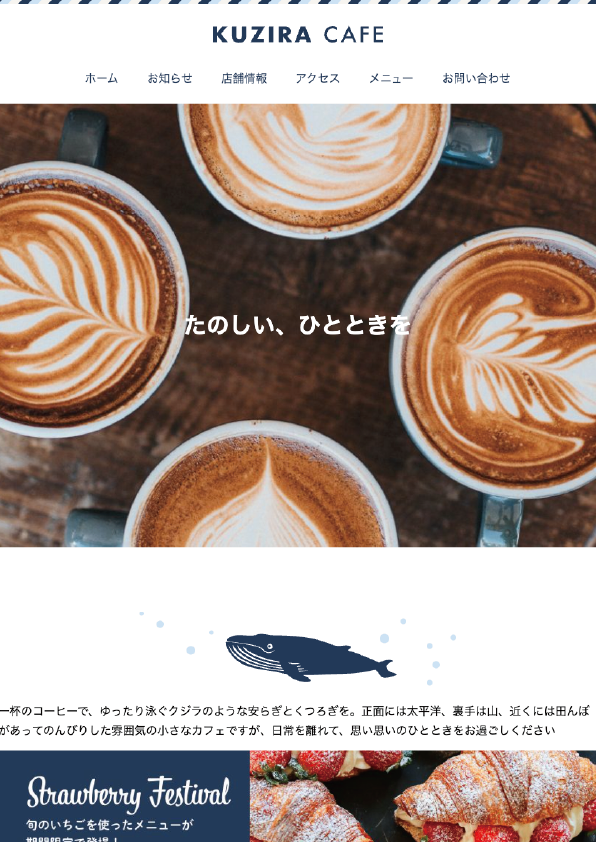 KUZIRA CAFE
ホーム お知らせ 店舗情報 アクセス メニュー お問い合わせ
たのしい、ひとときを
一杯のコーヒーで、ゆったり泳ぐクジラのような安らぎとくつろぎを。正面には太平洋、裏手は山、近くには田んぼ
があってのんびりした雰囲気の小さなカフェですが、日常を離れて、思い思いのひとときをお過ごしください
Strawberry Festival
旬のいちごを使ったメニューが
期間限定で登場！